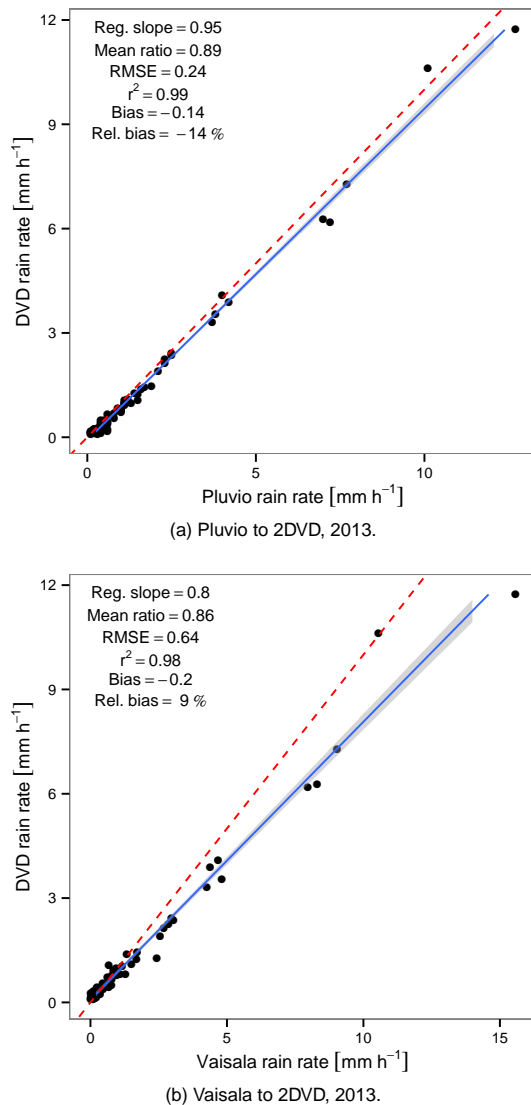 Reg. slope = 0.95
Mean ratio = 0.89
RMSE = 0.24
r² = 0.99
Bias = −0.14
Rel. bias = −14 %
12
9
6
3
0
DVD rain rate [mm h⁻¹]
0 5 10
Pluvio rain rate [mm h⁻¹]
(a) Pluvio to 2DVD, 2013.
Reg. slope = 0.8
Mean ratio = 0.86
RMSE = 0.64
r² = 0.98
Bias = −0.2
Rel. bias = 9 %
12
9
6
3
0
DVD rain rate [mm h⁻¹]
0 5 10 15
Vaisala rain rate [mm h⁻¹]
(b) Vaisala to 2DVD, 2013.